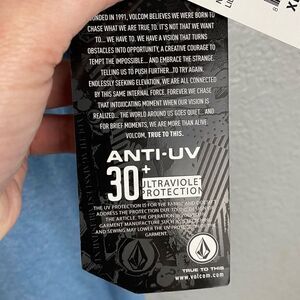 FOUNDED IN 1991, VOLCOM BELIEVES WE WERE BORN TO
CHASE WHAT WE ARE TRUE TO. IT'S NOT THAT WE WANT
TO... WE HAVE TO. WE HAVE A VISION THAT TURNS
OBSTACLES INTO OPPORTUNITY, A CREATIVE COURAGE TO
TEMPT THE IMPOSSIBLE... AND EMBRACE THE STRANGE.
TELLING US TO PUSH FURTHER...TO TRY AGAIN.
ENDLESSLY SEEKING ELEVATION, WE ARE ALL CONNECTED
BY THIS SAME INTERNAL FORCE. FOREVER WE CHASE
THAT INTOXICATING MOMENT WHEN OUR VISION IS
REALIZED... THE WORLD AROUND US GOES QUIET... AND
FOR BRIEF MOMENTS, WE ARE MORE THAN ALIVE.
VOLCOM, TRUE TO THIS.
ANTI-UV
30+
ULTRAVIOLET
PROTECTION
THE UV PROTECTION IS FOR THE FABRIC AND DOESN'T
ADDRESS THE PROTECTION DUE TO
THE ARTICLE. THE OPERATION
GARMENT MANUFACTURE SUCH AS
AND SEWING MAY LOWER THE UV PROTECTION
GARMENT.
TRUE TO THIS
www.volcom.com